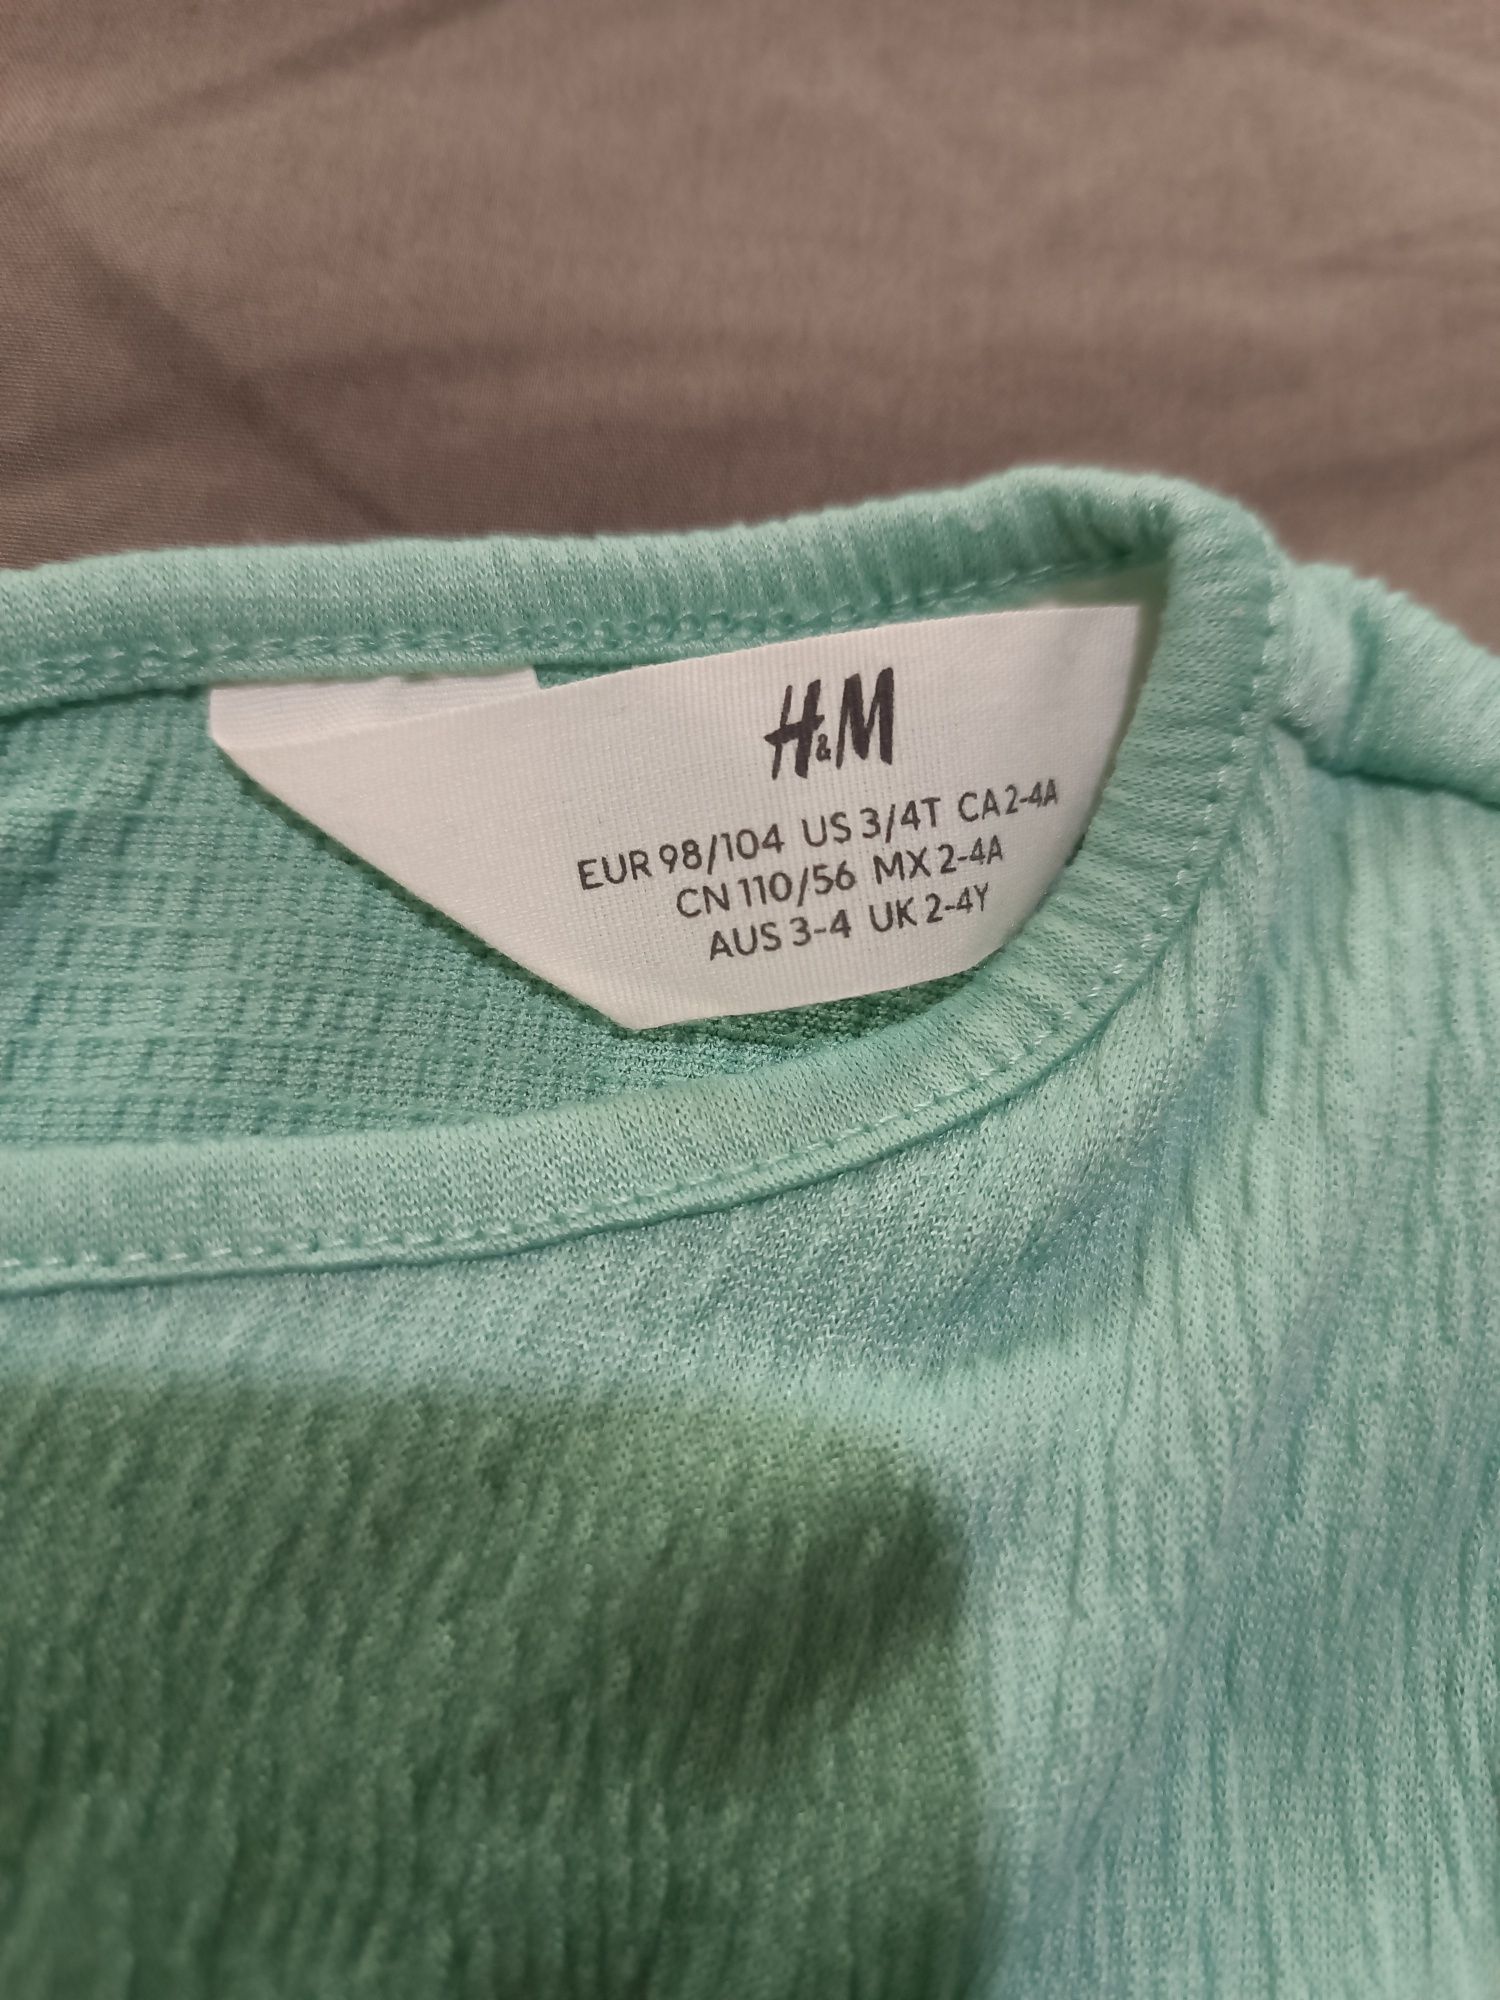 H&M
EUR 98/104 US 3/4T CA 2-4A
CN 110/56 MX 2-4A
AUS 3-4 UK 2-4Y